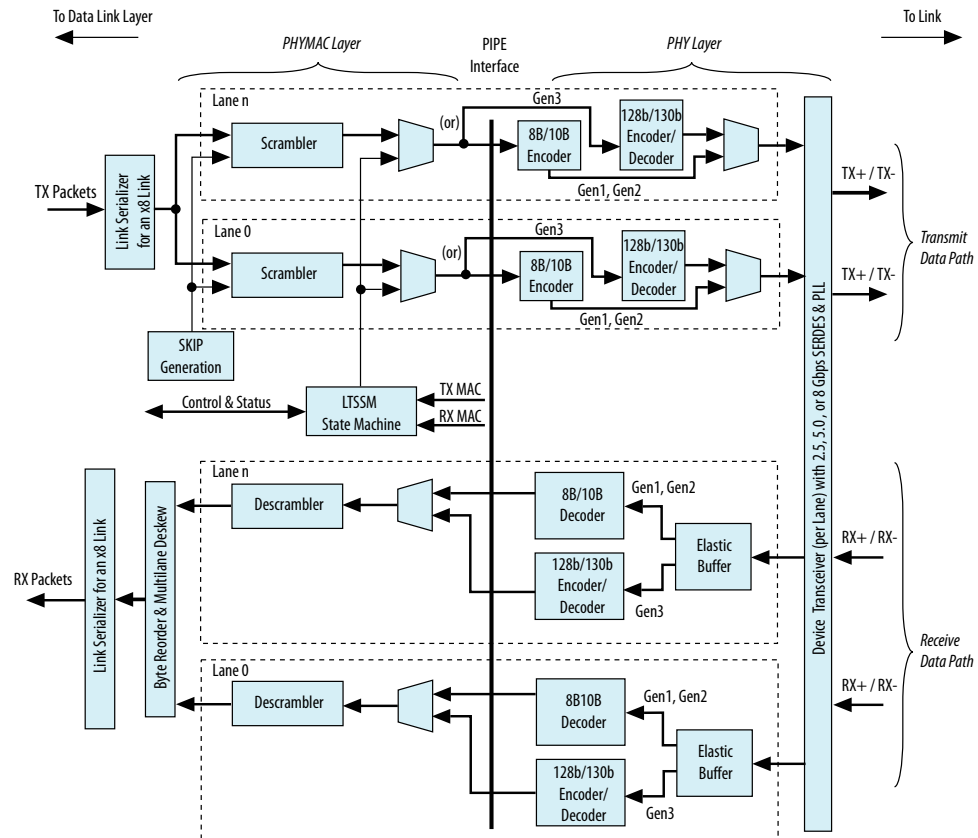 To Data Link Layer
PHYMAC Layer
PIPE
Interface
PHY Layer
To Link
Lane n
Scrambler
(or)
Gen3
8B/10B
Encoder
128b/130b
Encoder/
Decoder
Gen1, Gen2
TX Packets
Link Serializer
for an x8 Link
TX+ / TX-
Lane 0
Scrambler
(or)
Gen3
8B/10B
Encoder
128b/130b
Encoder/
Decoder
Gen1, Gen2
TX+ / TX-
Transmit
Data Path
SKIP
Generation
Control & Status
LTSSM
State Machine
TX MAC
RX MAC
Device Transceiver (per Lane) with 2.5, 5.0, or 8 Gbps SERDES & PLL
Lane n
Descrambler
8B/10B
Decoder
Gen1, Gen2
128b/130b
Encoder/
Decoder
Gen3
Elastic
Buffer
RX+ / RX-
RX Packets
Link Serializer for an x8 Link
Byte Reorder & Multilane Deskew
Receive
Data Path
Lane 0
Descrambler
8B10B
Decoder
Gen1, Gen2
128b/130b
Encoder/
Decoder
Gen3
Elastic
Buffer
RX+ / RX-